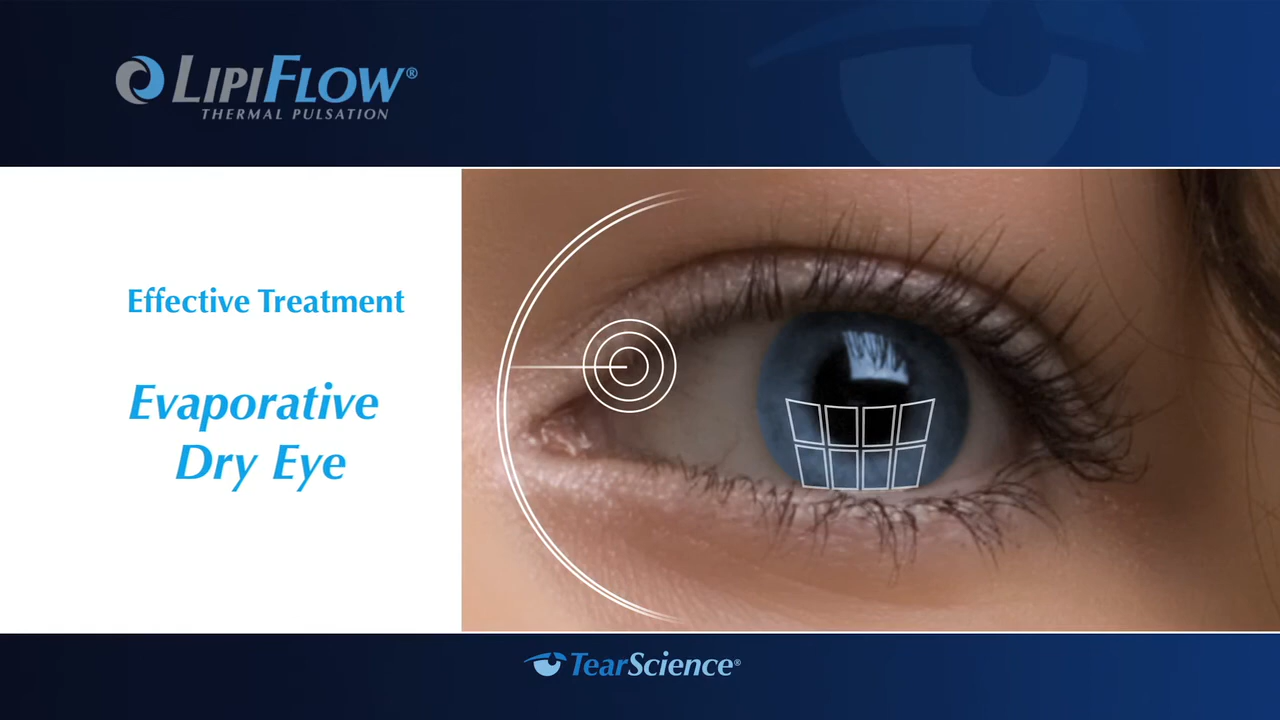 LIPIFLOW®
THERMAL PULSATION
Effective Treatment
Evaporative
Dry Eye
TearScience®